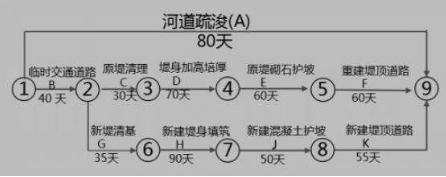 河道疏浚(A)
80天
临时交通道路 原堤清理 堤身加高培厚 原堤砌石护坡 重建堤顶道路
① B ② C ③ D ④ E ⑤ F ⑨
40 天 30天 70天 60天 60天
新堤清基 新建堤身填筑 新建混凝土护坡 新建堤顶道路
G ⑥ H ⑦ J ⑧ K
35天 90天 50天 55天